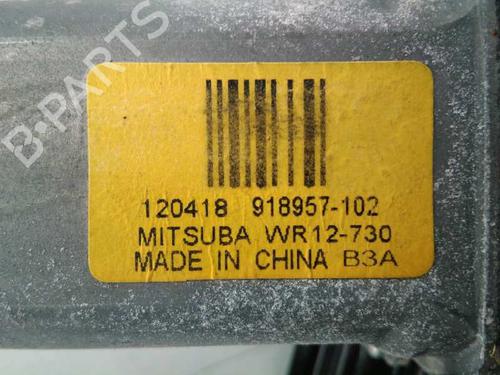 B-PARTS
120418 918957-102
MITSUBA WR12-730
MADE IN CHINA B3A